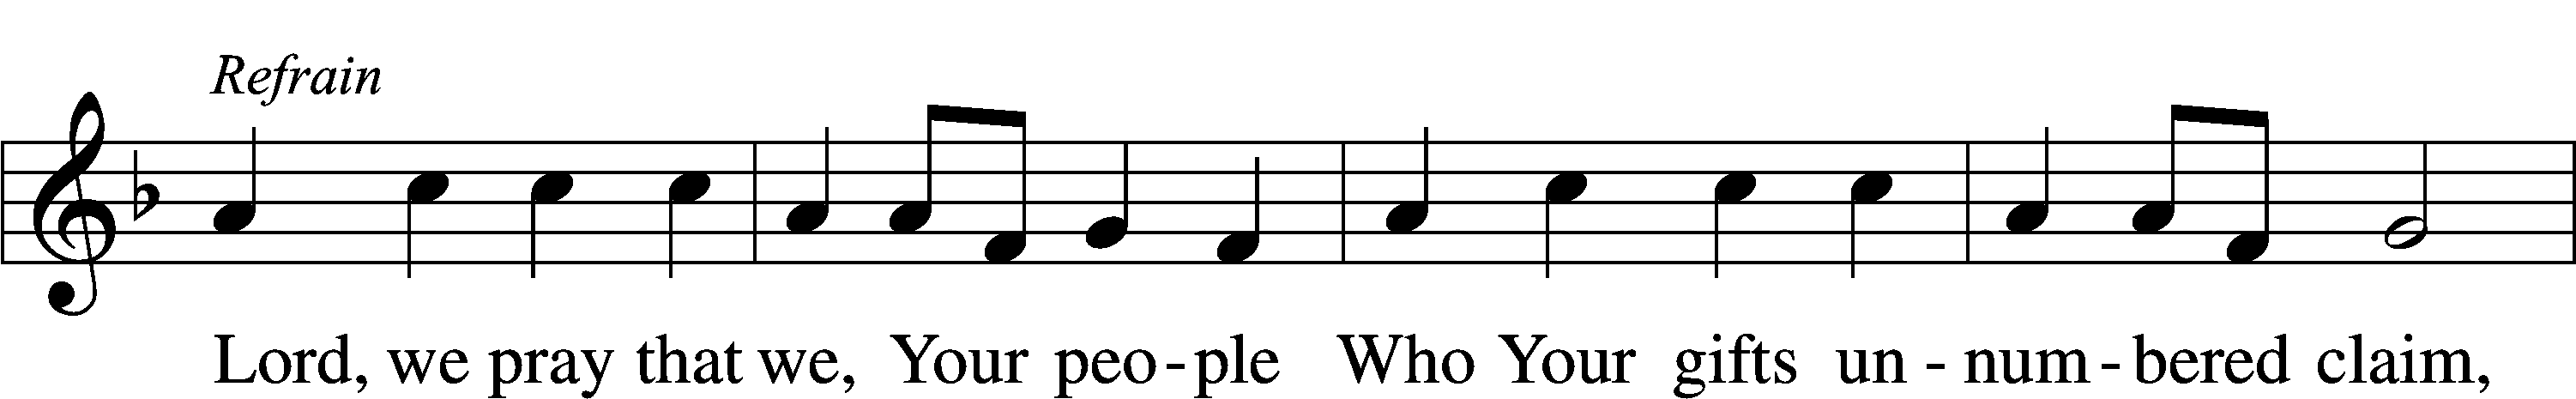 Refrain
Lord, we pray that we, Your peo-ple Who Your gifts un-num-bered claim,